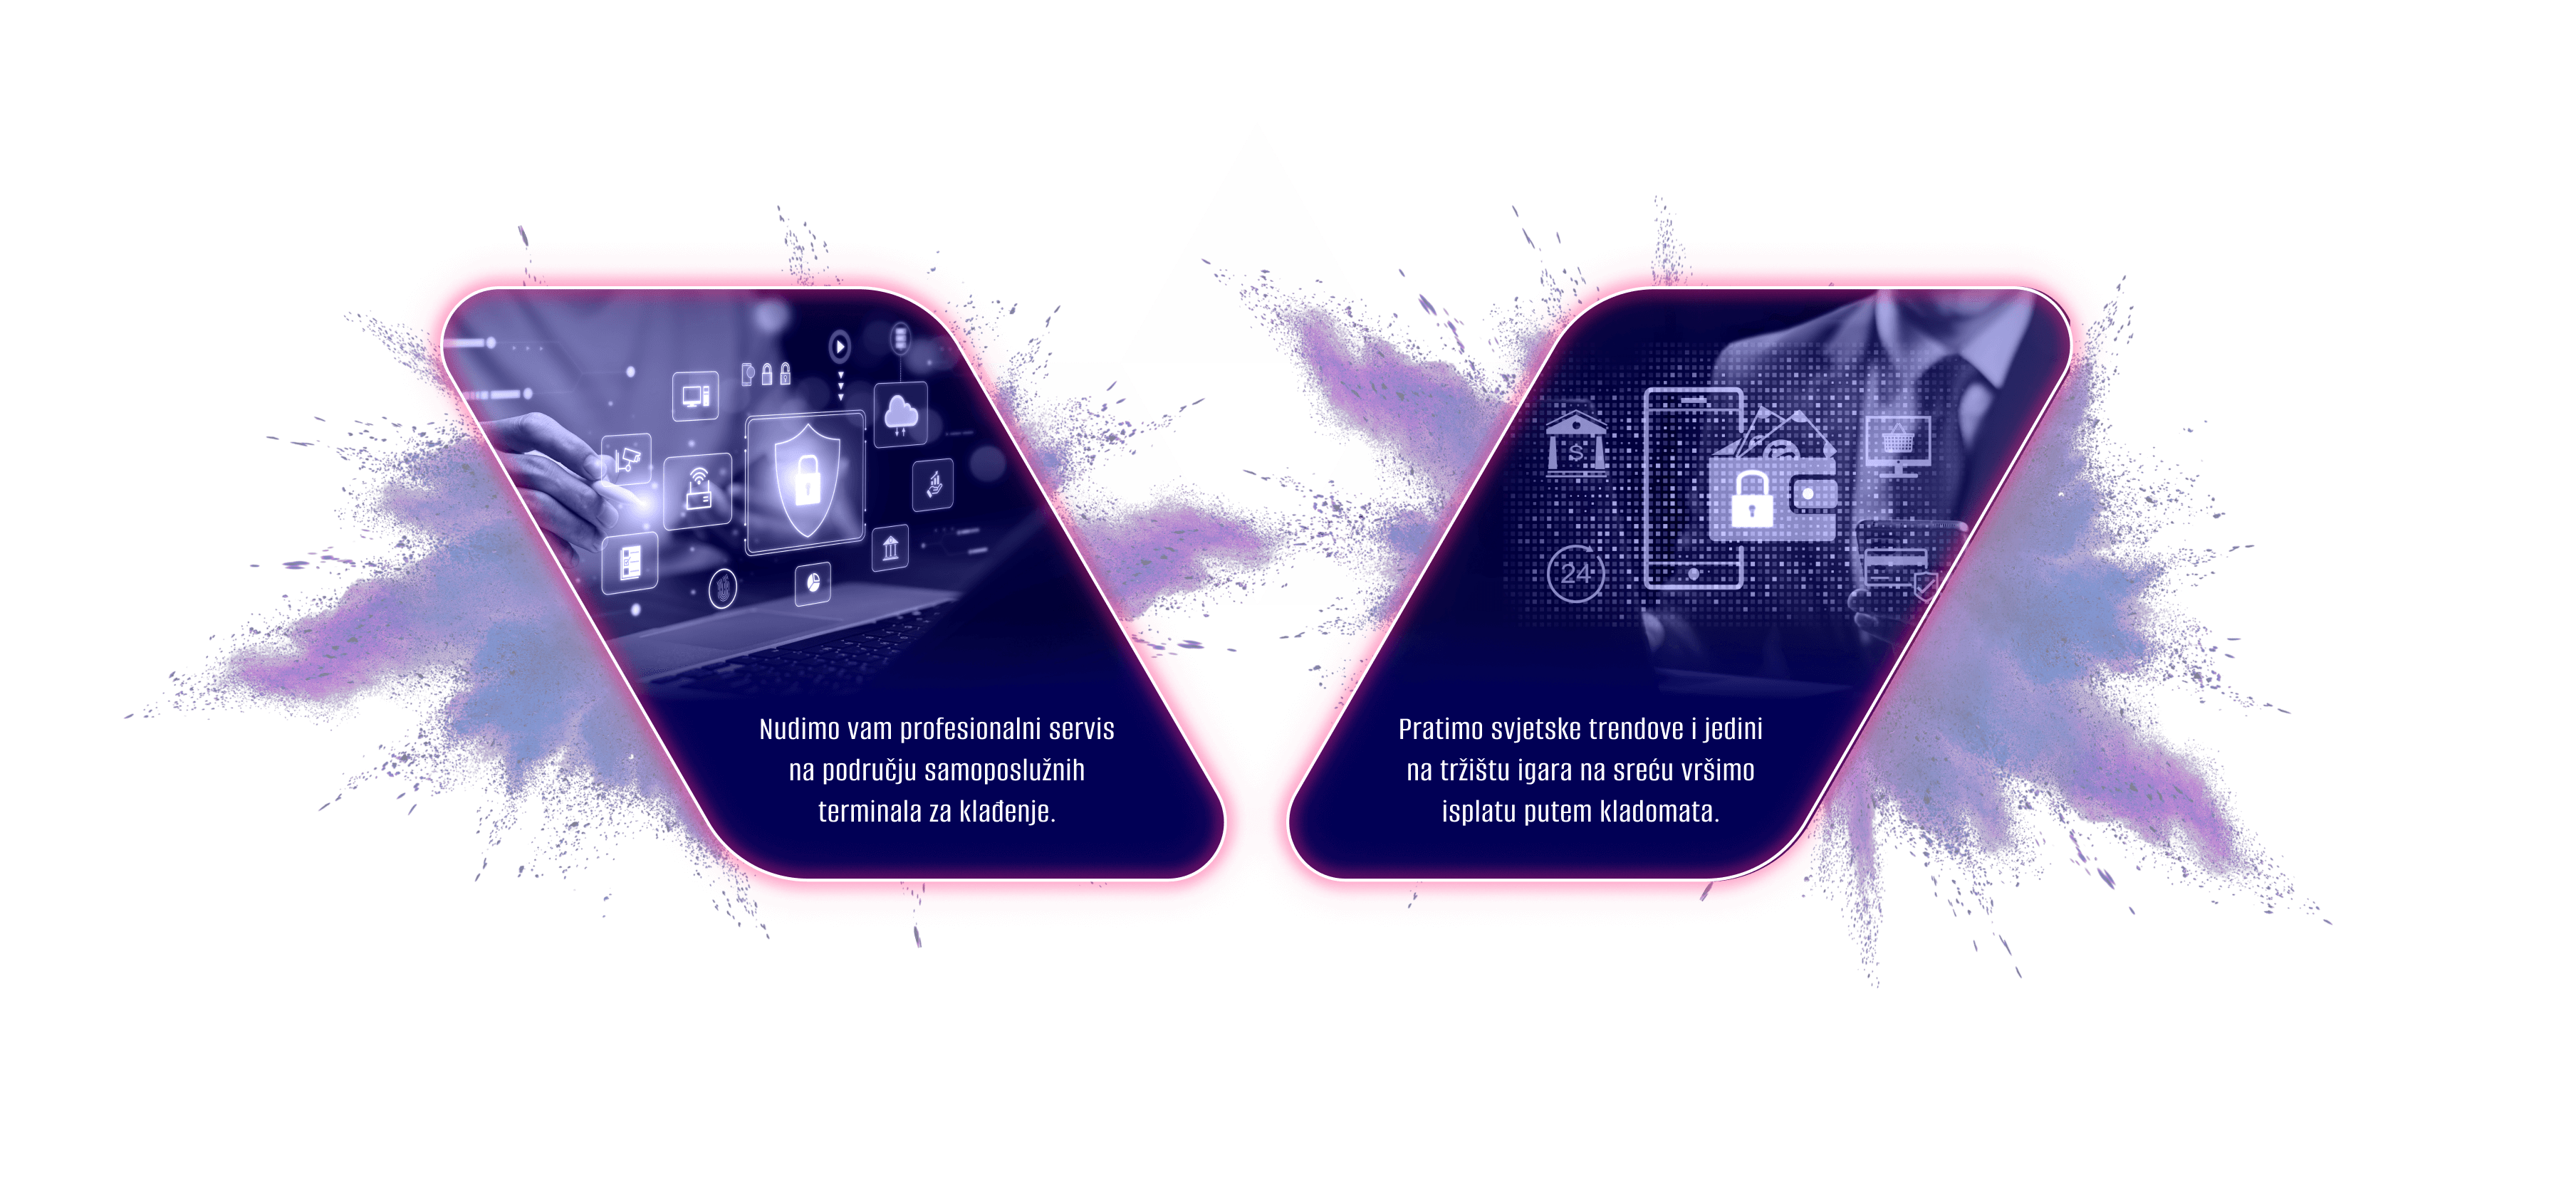 Nudimo vam profesionalni servis
na području samoposlužnih
terminala za klađenje.
$
24
Pratimo svjetske trendove i jedini
na tržištu igara na sreću vršimo
isplatu putem kladomata.